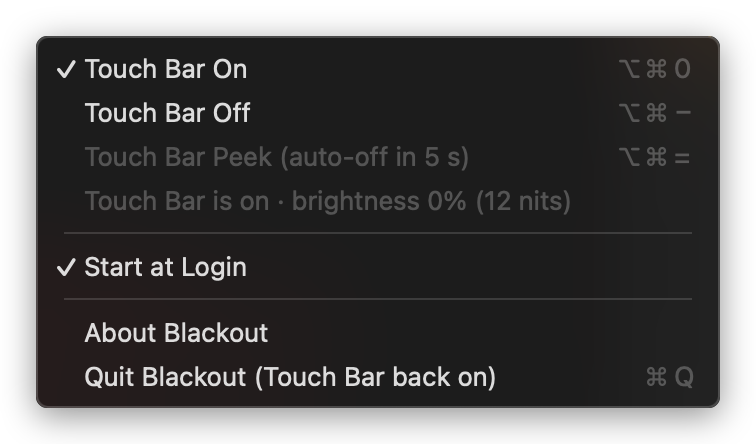 ✓ Touch Bar On ⌥⌘0
Touch Bar Off ⌥⌘−
Touch Bar Peek (auto-off in 5 s) ⌥⌘=
Touch Bar is on · brightness 0% (12 nits)
✓ Start at Login
About Blackout
Quit Blackout (Touch Bar back on) ⌘Q